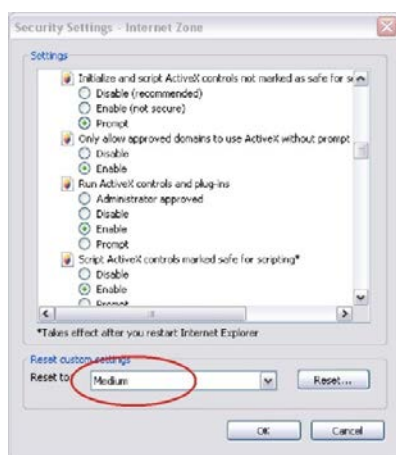 Security Settings - Internet Zone
Settings
Initialize and script ActiveX controls not marked as safe for s
Disable (recommended)
Enable (not secure)
Prompt
Only allow approved domains to use ActiveX without prompt
Disable
Enable
Run ActiveX controls and plug-ins
Administrator approved
Disable
Enable
Prompt
Script ActiveX controls marked safe for scripting*
Disable
Enable
Prompt
*Takes effect after you restart Internet Explorer
Reset custom settings
Reset to
Medium
Reset...
OK
Cancel